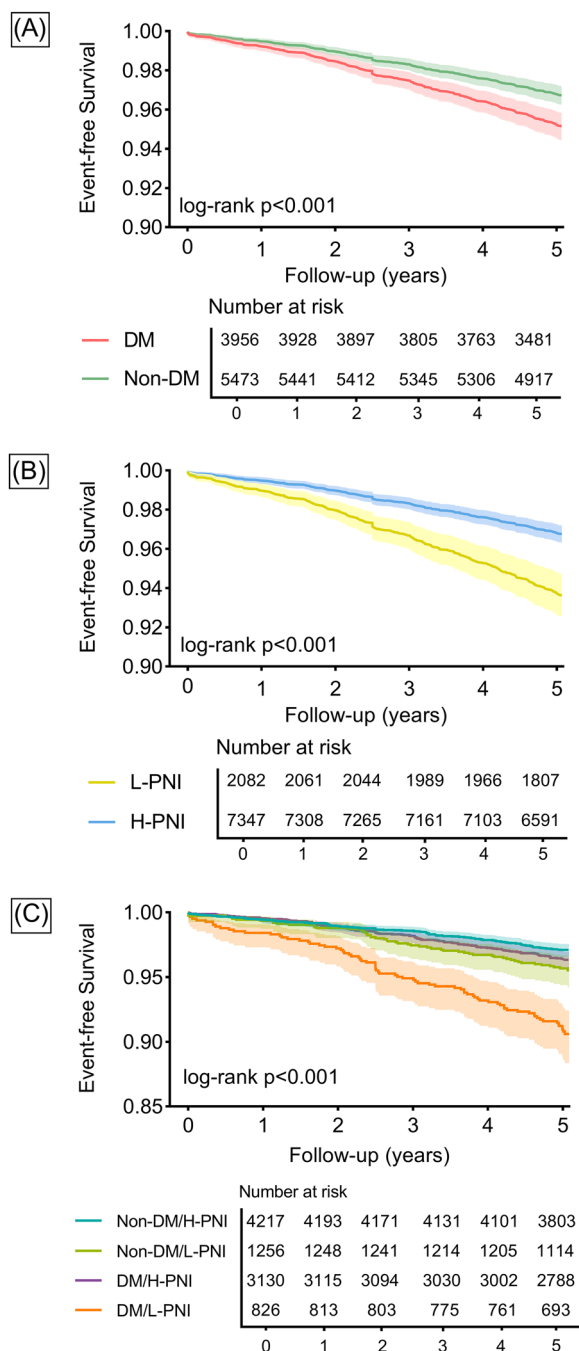 (A)
Event-free Survival
1.00
0.98
0.96
0.94
0.92
0.90
log-rank p<0.001
0 1 2 3 4 5
Follow-up (years)
Number at risk
DM 3956 3928 3897 3805 3763 3481
Non-DM 5473 5441 5412 5345 5306 4917
0 1 2 3 4 5
(B)
Event-free Survival
1.00
0.98
0.96
0.94
0.92
0.90
log-rank p<0.001
0 1 2 3 4 5
Follow-up (years)
Number at risk
L-PNI 2082 2061 2044 1989 1966 1807
H-PNI 7347 7308 7265 7161 7103 6591
0 1 2 3 4 5
(C)
Event-free Survival
1.00
0.95
0.90
0.85
log-rank p<0.001
0 1 2 3 4 5
Follow-up (years)
Number at risk
Non-DM/H-PNI 4217 4193 4171 4131 4101 3803
Non-DM/L-PNI 1256 1248 1241 1214 1205 1114
DM/H-PNI 3130 3115 3094 3030 3002 2788
DM/L-PNI 826 813 803 775 761 693
0 1 2 3 4 5